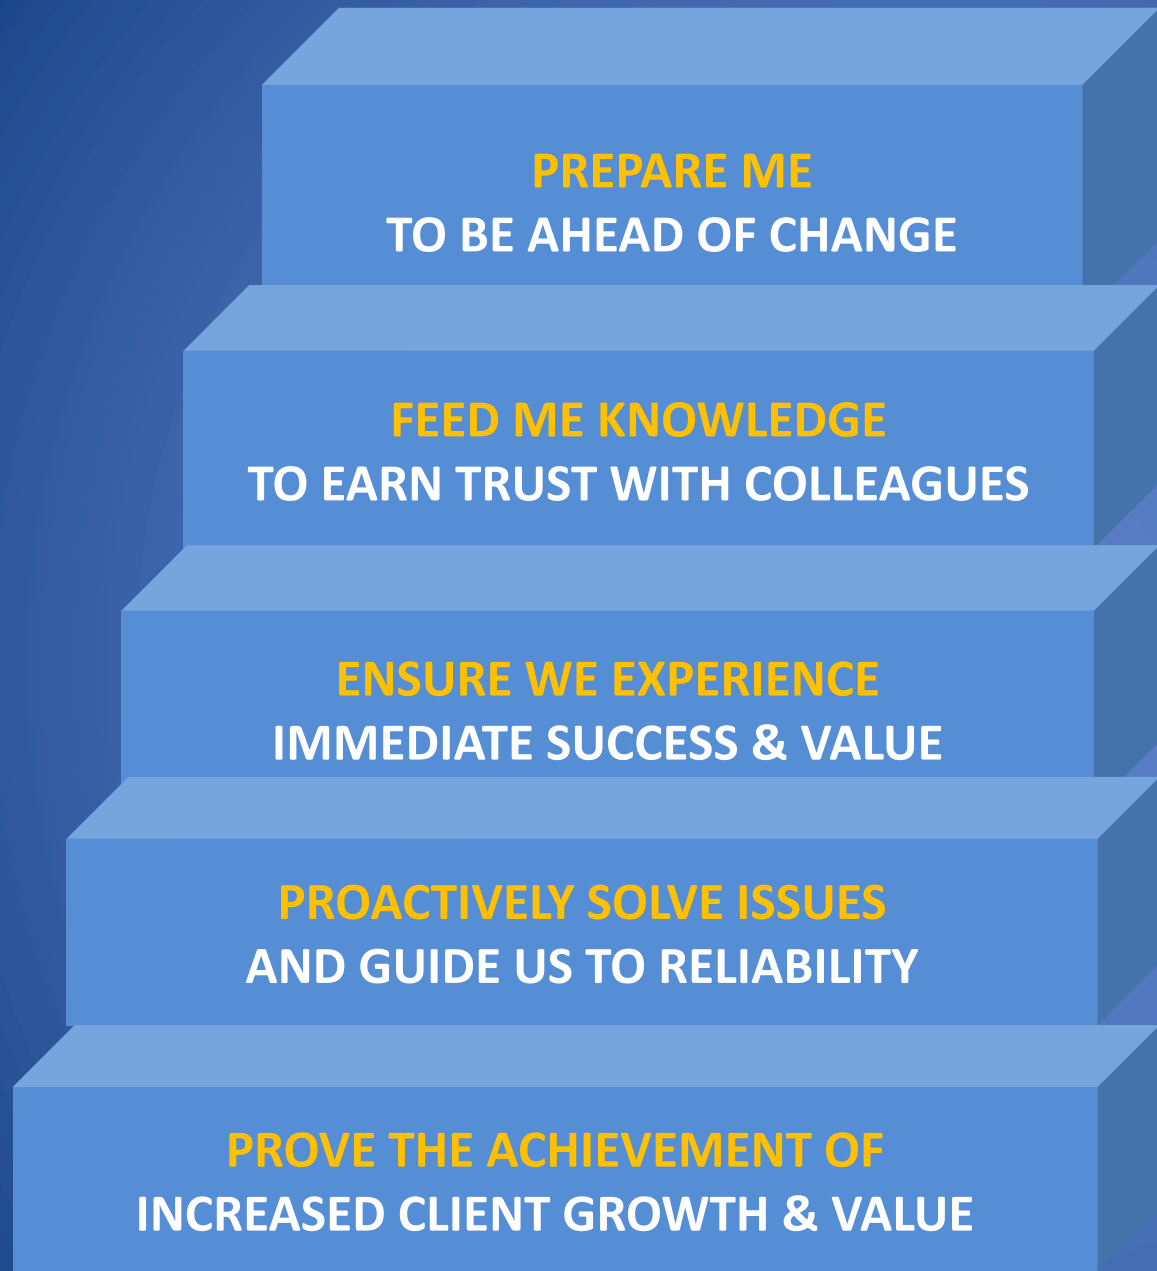 PREPARE ME
TO BE AHEAD OF CHANGE
FEED ME KNOWLEDGE
TO EARN TRUST WITH COLLEAGUES
ENSURE WE EXPERIENCE
IMMEDIATE SUCCESS & VALUE
PROACTIVELY SOLVE ISSUES
AND GUIDE US TO RELIABILITY
PROVE THE ACHIEVEMENT OF
INCREASED CLIENT GROWTH & VALUE